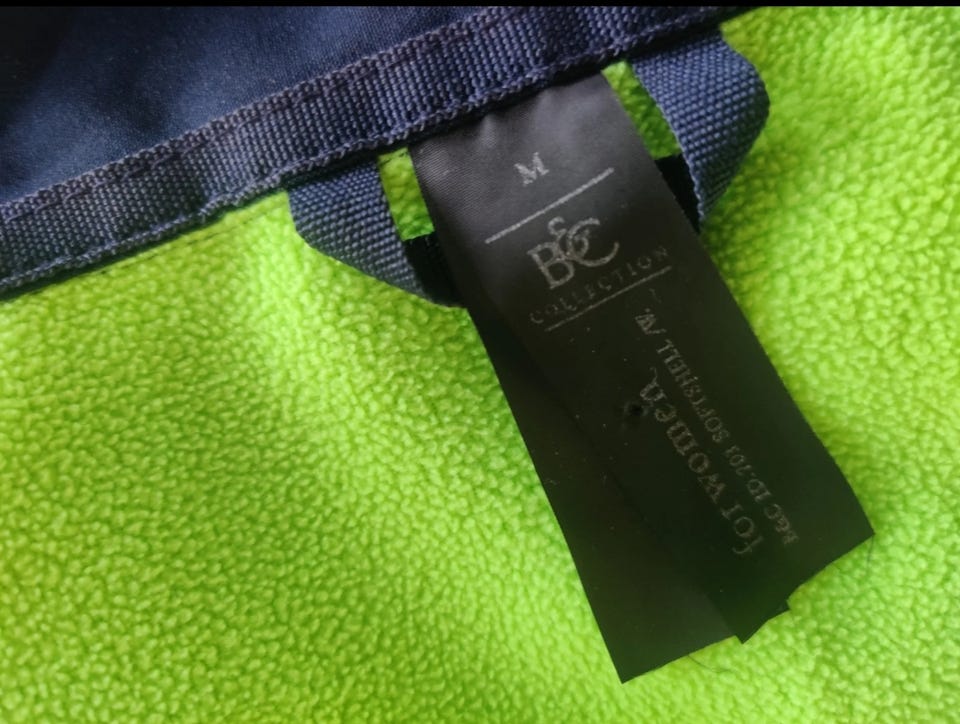 M
B&C
COLLECTION
for women
B&C ID.701 SOFTSHELL /W.